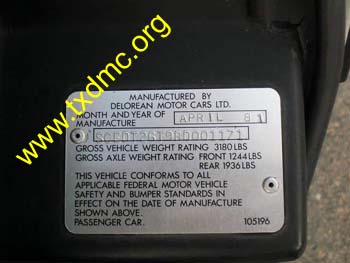 www.txdmc.org
MANUFACTURED BY
DELOREAN MOTOR CARS LTD.
MONTH AND YEAR OF APRIL 81
MANUFACTURE
SCEDT26T9BD001171
GROSS VEHICLE WEIGHT RATING 3180 LBS
GROSS AXLE WEIGHT RATING FRONT 1244 LBS
REAR 1936 LBS
THIS VEHICLE CONFORMS TO ALL
APPLICABLE FEDERAL MOTOR VEHICLE
SAFETY AND BUMPER STANDARDS IN
EFFECT ON THE DATE OF MANUFACTURE
SHOWN ABOVE.
PASSENGER CAR. 105196